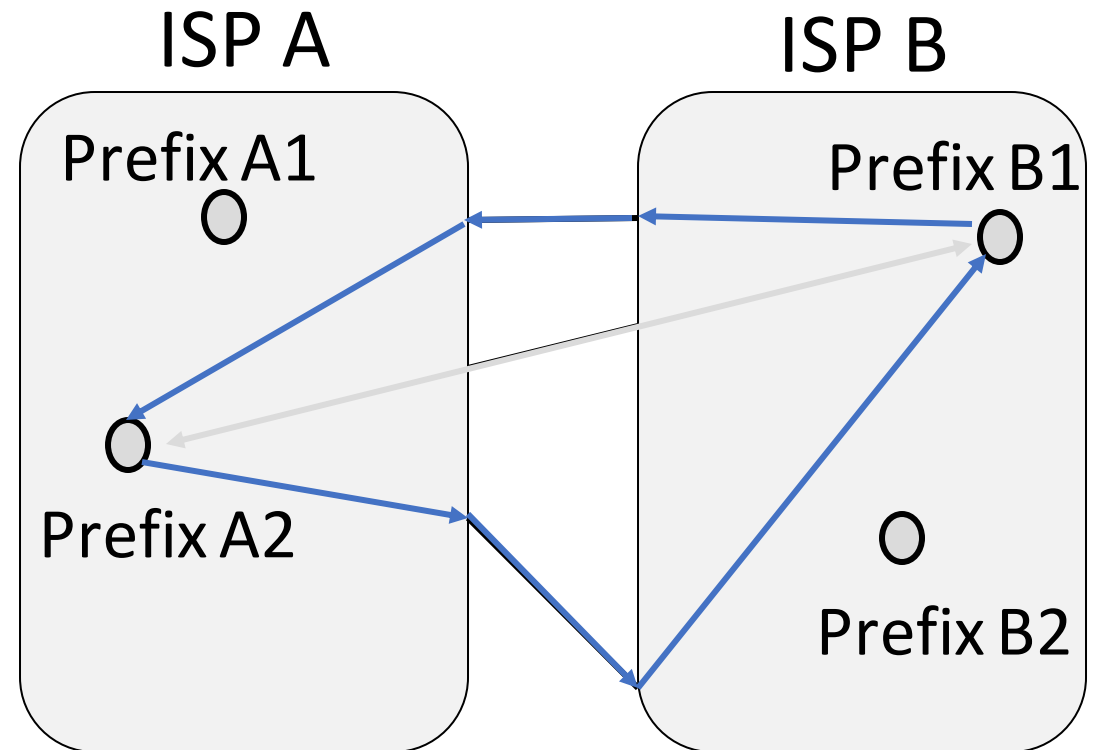 ISP A
ISP B
Prefix A1
Prefix B1
Prefix A2
Prefix B2